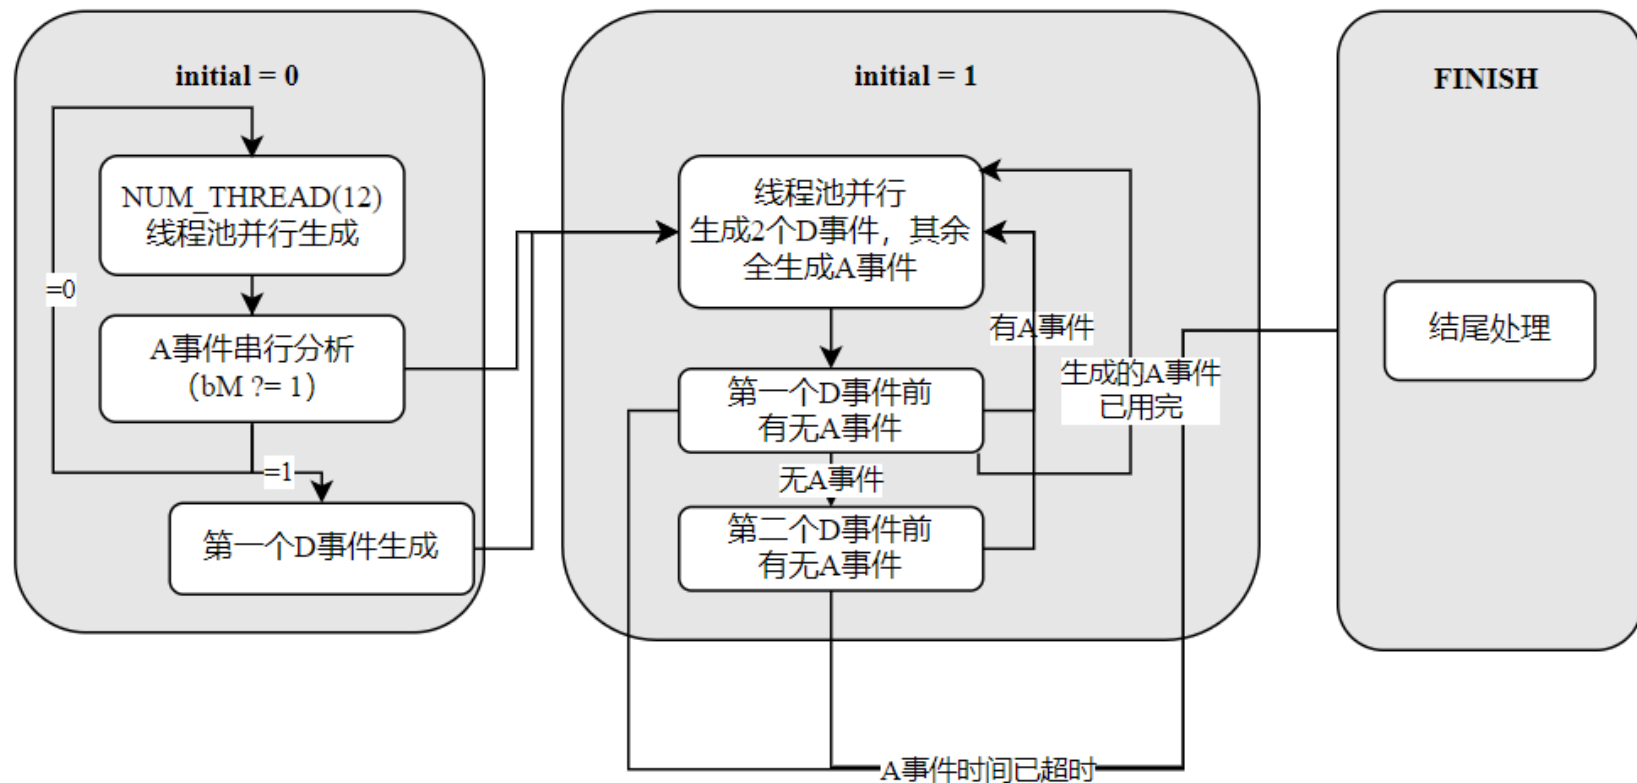 initial = 0
NUM_THREAD(12)
线程池并行生成
=0
A事件串行分析
（bM ?= 1）
=1
第一个D事件生成
initial = 1
线程池并行
生成2个D事件，其余
全生成A事件
有A事件
生成的A事件
已用完
第一个D事件前
有无A事件
无A事件
第二个D事件前
有无A事件
A事件时间已超时
FINISH
结尾处理